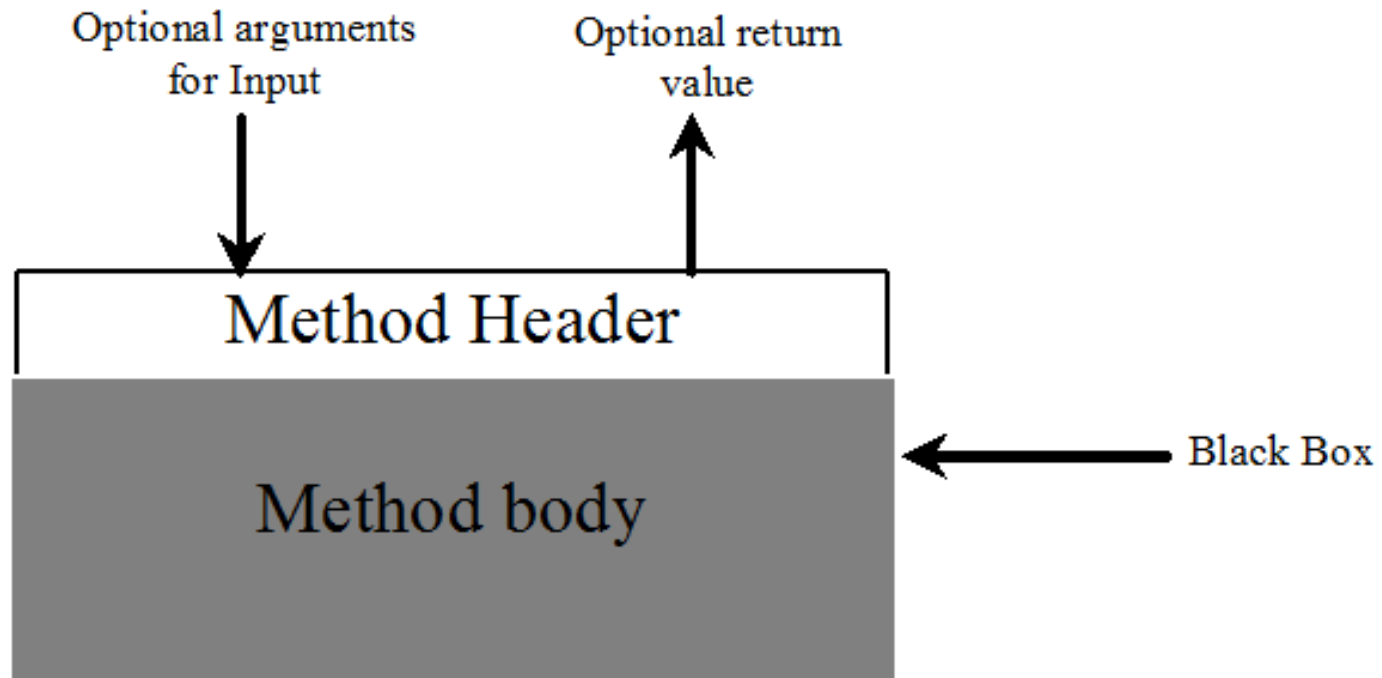 Optional arguments
for Input
Optional return
value
Method Header
Black Box
Method body